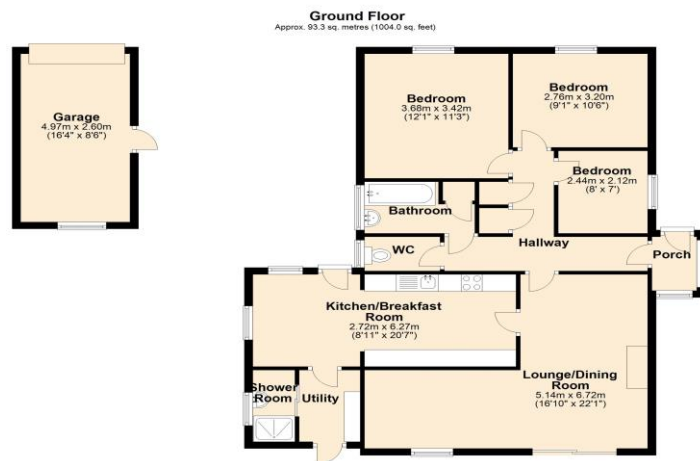 Ground Floor
Approx. 93.3 sq. metres (1004.0 sq. feet)
Garage
4.97m x 2.60m
(16'4" x 8'6")
Bedroom
3.68m x 3.42m
(12'1" x 11'3")
Bedroom
2.76m x 3.20m
(9'1" x 10'6")
Bedroom
2.44m x 2.12m
(8' x 7')
Bathroom
WC
Hallway
Porch
Kitchen/Breakfast
Room
2.72m x 6.27m
(8'11" x 20'7")
Shower
Room
Utility
Lounge/Dining
Room
5.14m x 6.72m
(16'10" x 22'1")